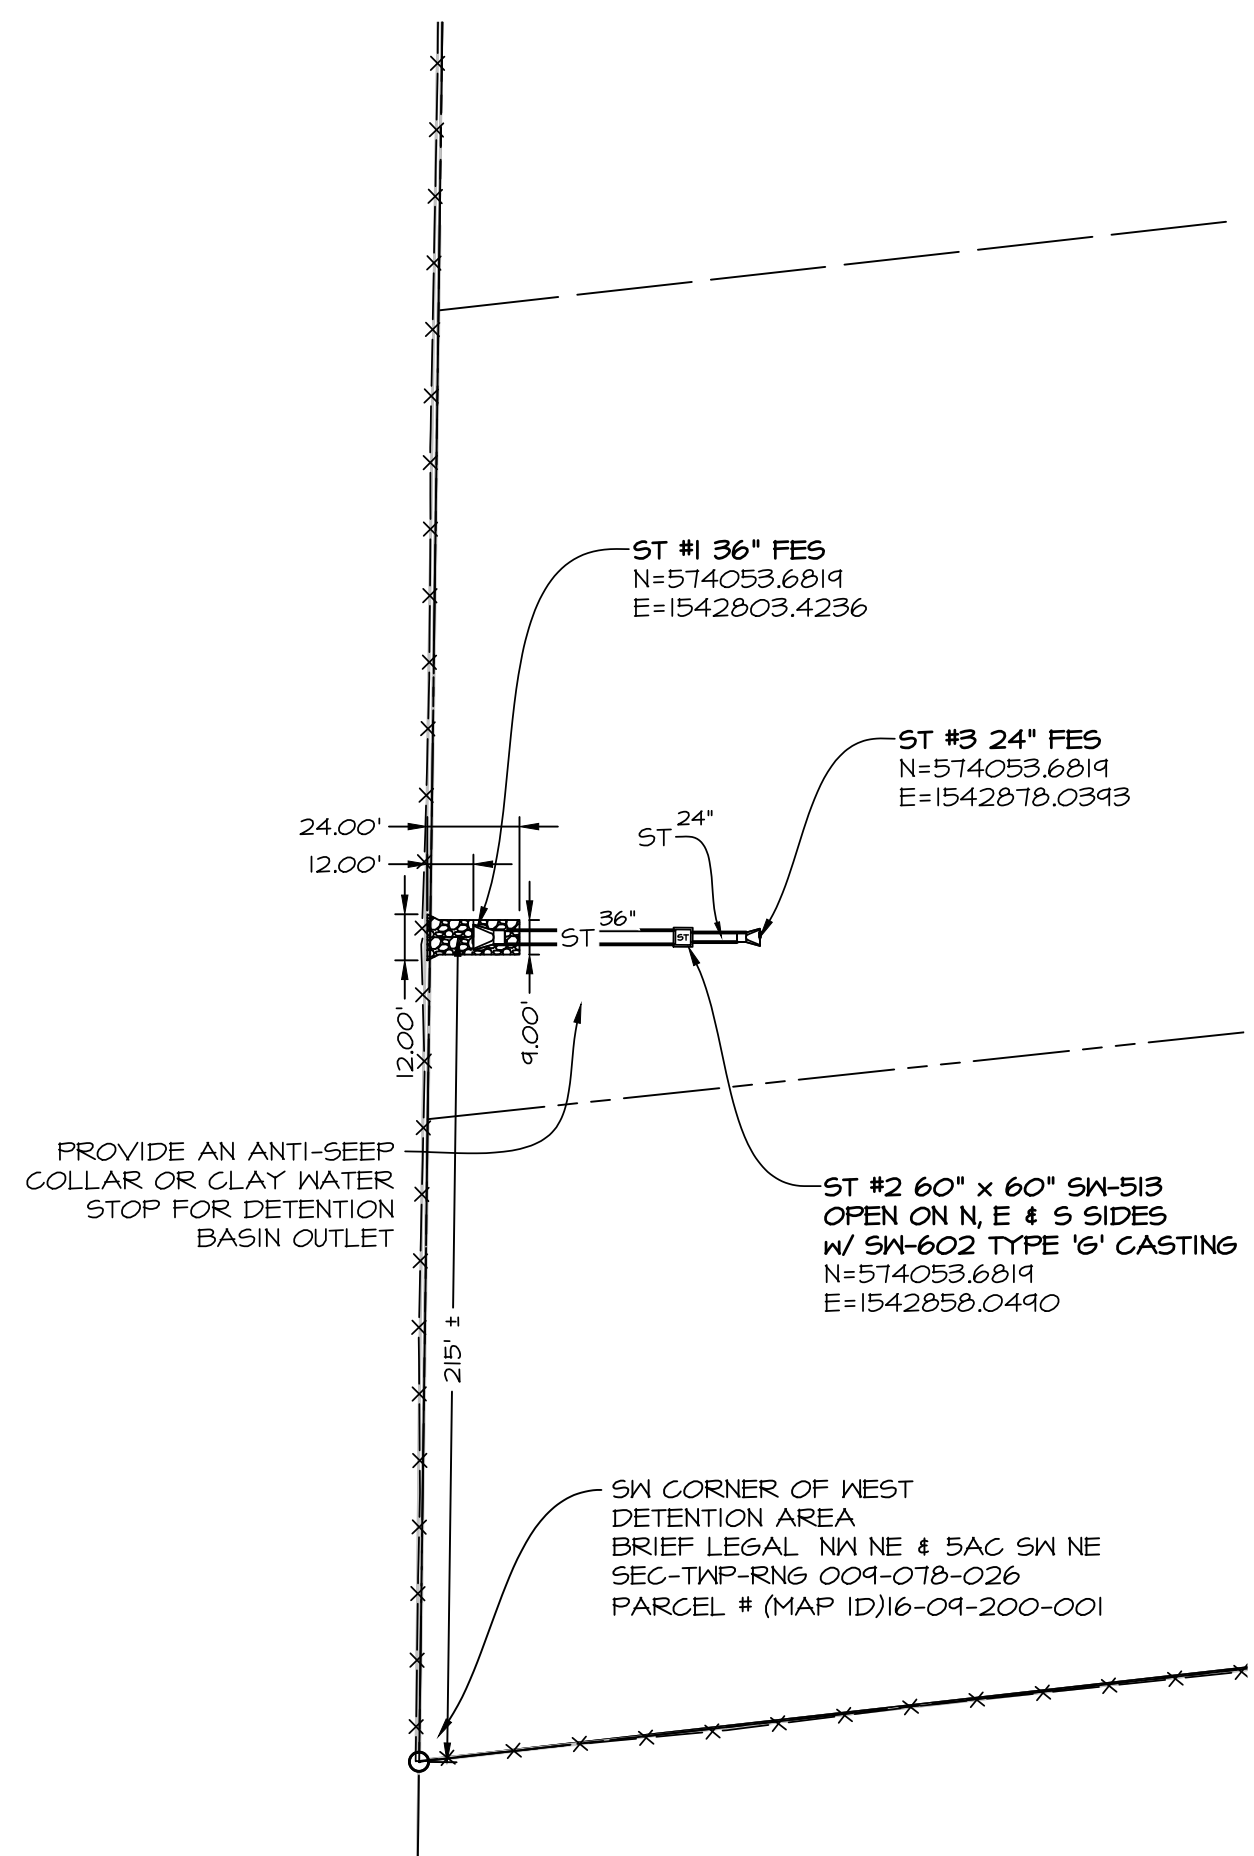 ST #1 36" FES
N=574053.6819
E=1542803.4236
ST #3 24" FES
N=574053.6819
E=1542878.0393
24.00'
24"
ST
12.00'
36"
ST
ST
12.00'
9.00'
PROVIDE AN ANTI-SEEP
COLLAR OR CLAY WATER
STOP FOR DETENTION
BASIN OUTLET
ST #2 60" x 60" SW-513
OPEN ON N, E & S SIDES
w/ SW-602 TYPE 'G' CASTING
N=574053.6819
E=1542858.0490
215' ±
SW CORNER OF WEST
DETENTION AREA
BRIEF LEGAL NW NE & 5AC SW NE
SEC-TWP-RNG 009-078-026
PARCEL # (MAP ID)16-09-200-001